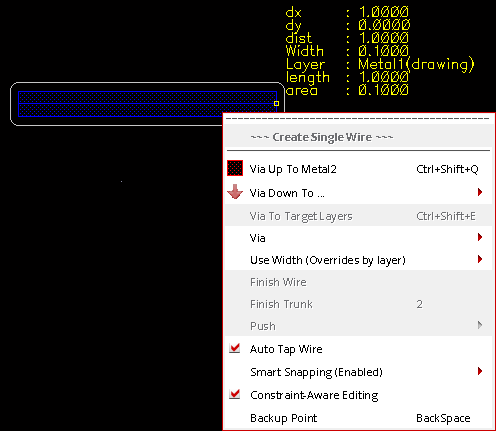 dx : 1.0000
dy : 0.0000
dist : 1.0000
Width : 0.1000
Layer : Metal1(drawing)
length : 1.0000
area : 0.1000
~~~ Create Single Wire ~~~
Via Up To Metal2 Ctrl+Shift+Q
Via Down To ...
Via To Target Layers Ctrl+Shift+E
Via
Use Width (Overrides by layer)
Finish Wire
Finish Trunk 2
Push
Auto Tap Wire
Smart Snapping (Enabled)
Constraint-Aware Editing
Backup Point BackSpace